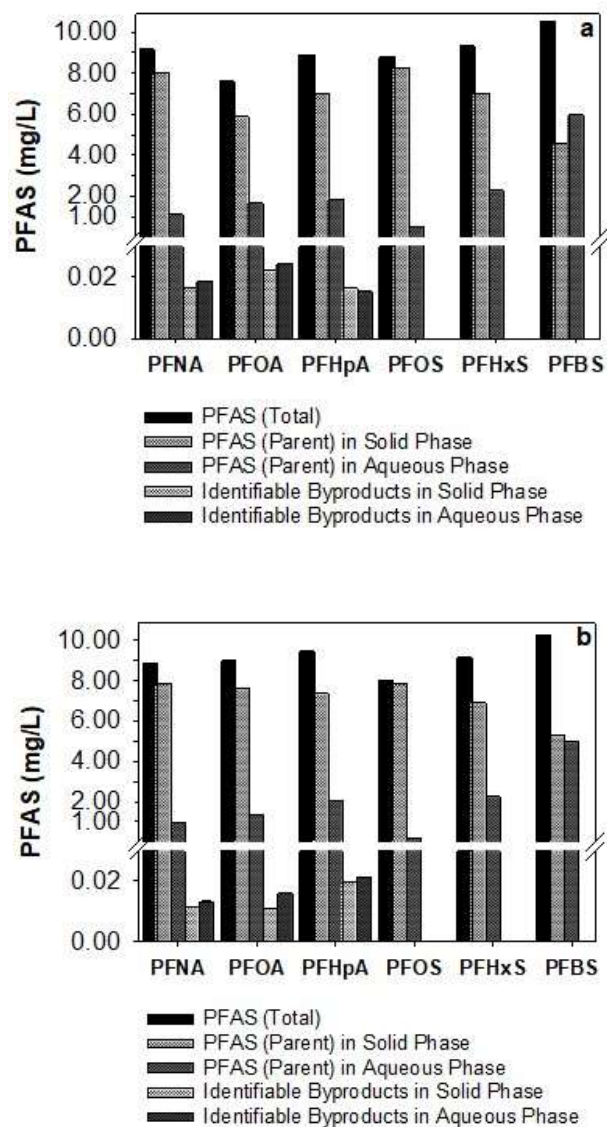 a
10.00
8.00
6.00
4.00
2.00
1.00
0.02
0.00
PFAS (mg/L)
PFNA PFOA PFHpA PFOS PFHxS PFBS
PFAS (Total)
PFAS (Parent) in Solid Phase
PFAS (Parent) in Aqueous Phase
Identifiable Byproducts in Solid Phase
Identifiable Byproducts in Aqueous Phase
b
10.00
8.00
6.00
4.00
2.00
1.00
0.02
0.00
PFAS (mg/L)
PFNA PFOA PFHpA PFOS PFHxS PFBS
PFAS (Total)
PFAS (Parent) in Solid Phase
PFAS (Parent) in Aqueous Phase
Identifiable Byproducts in Solid Phase
Identifiable Byproducts in Aqueous Phase